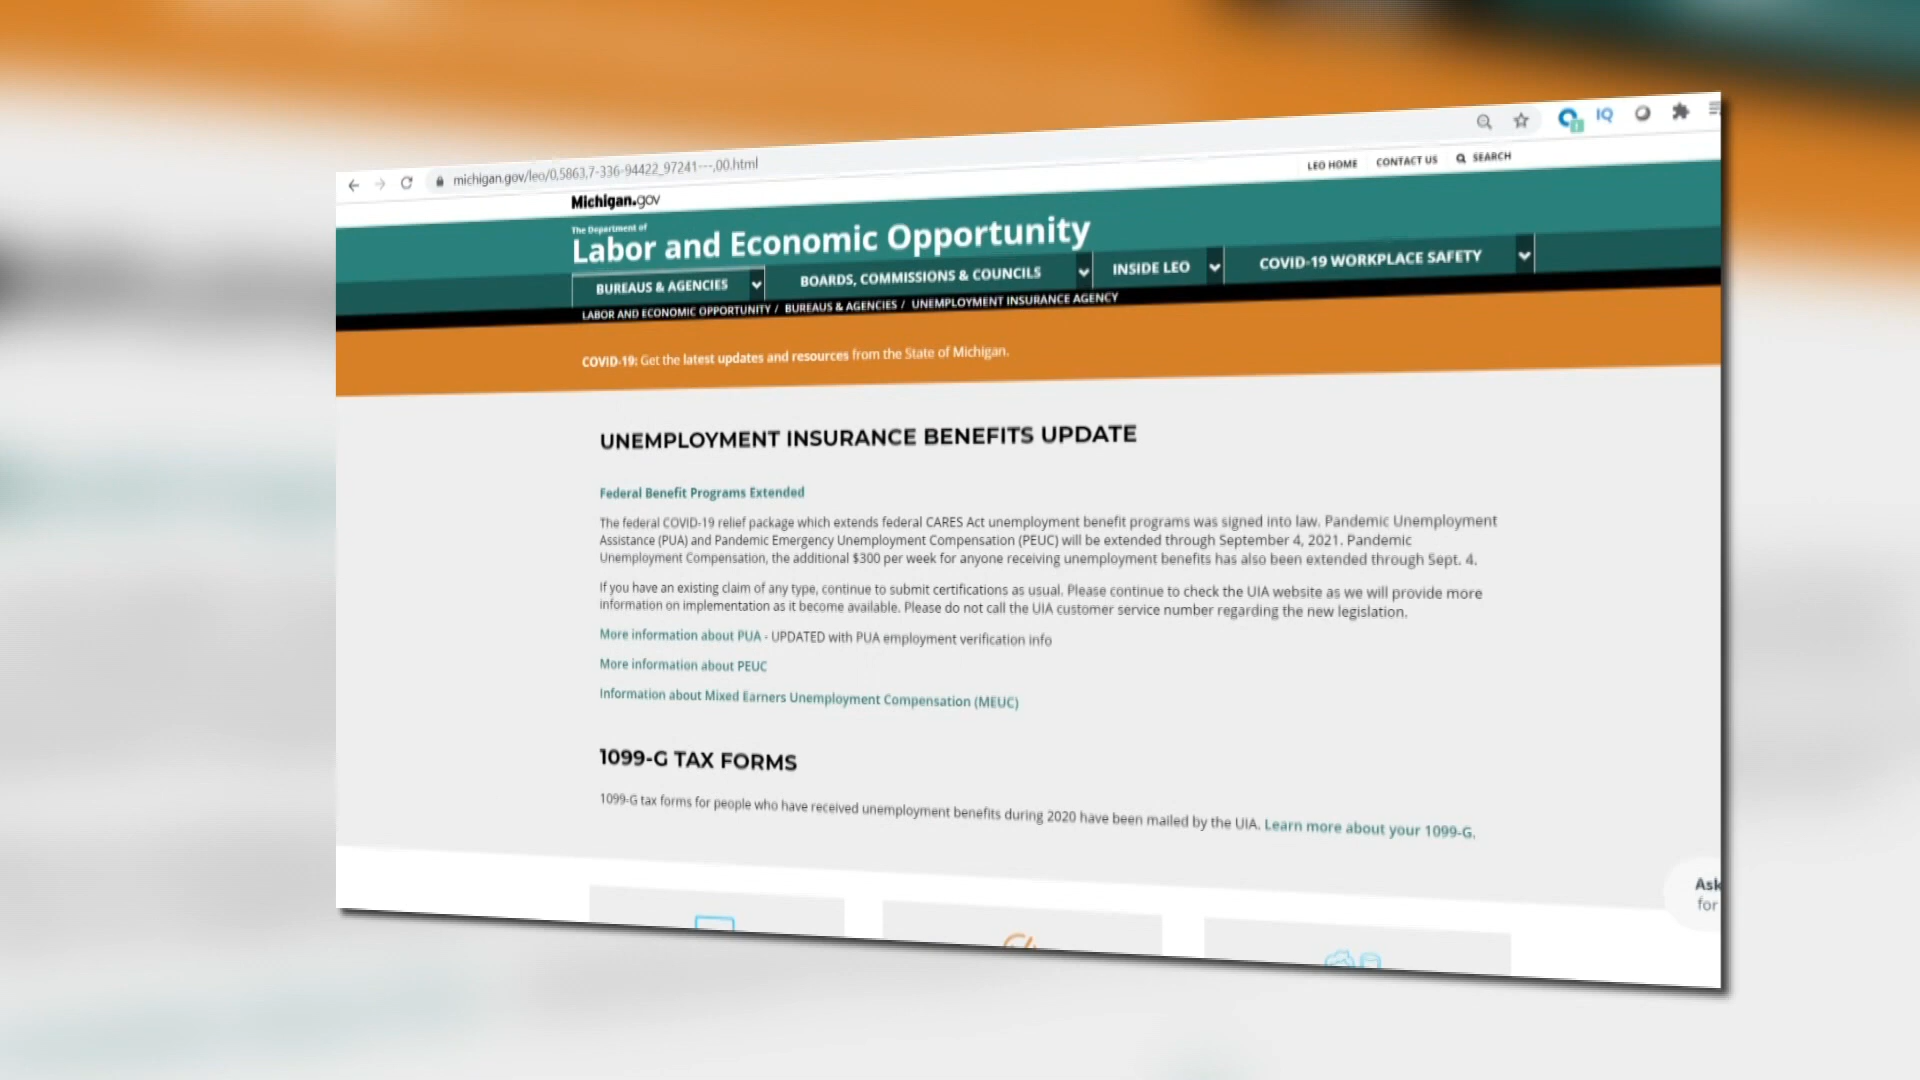 michigan.gov/leo/0,5863,7-336-94422_97241---,00.html
IQ
LEO HOME CONTACT US SEARCH
Michigan.gov
The Department of
Labor and Economic Opportunity
BUREAUS & AGENCIES BOARDS, COMMISSIONS & COUNCILS INSIDE LEO COVID-19 WORKPLACE SAFETY
LABOR AND ECONOMIC OPPORTUNITY / BUREAUS & AGENCIES / UNEMPLOYMENT INSURANCE AGENCY
COVID-19: Get the latest updates and resources from the State of Michigan.
UNEMPLOYMENT INSURANCE BENEFITS UPDATE
Federal Benefit Programs Extended
The federal COVID-19 relief package which extends federal CARES Act unemployment benefit programs was signed into law. Pandemic Unemployment
Assistance (PUA) and Pandemic Emergency Unemployment Compensation (PEUC) will be extended through September 4, 2021. Pandemic
Unemployment Compensation, the additional $300 per week for anyone receiving unemployment benefits has also been extended through Sept. 4.
If you have an existing claim of any type, continue to submit certifications as usual. Please continue to check the UIA website as we will provide more
information on implementation as it become available. Please do not call the UIA customer service number regarding the new legislation.
More information about PUA - UPDATED with PUA employment verification info
More information about PEUC
Information about Mixed Earners Unemployment Compensation (MEUC)
1099-G TAX FORMS
1099-G tax forms for people who have received unemployment benefits during 2020 have been mailed by the UIA. Learn more about your 1099-G.
Ask
for